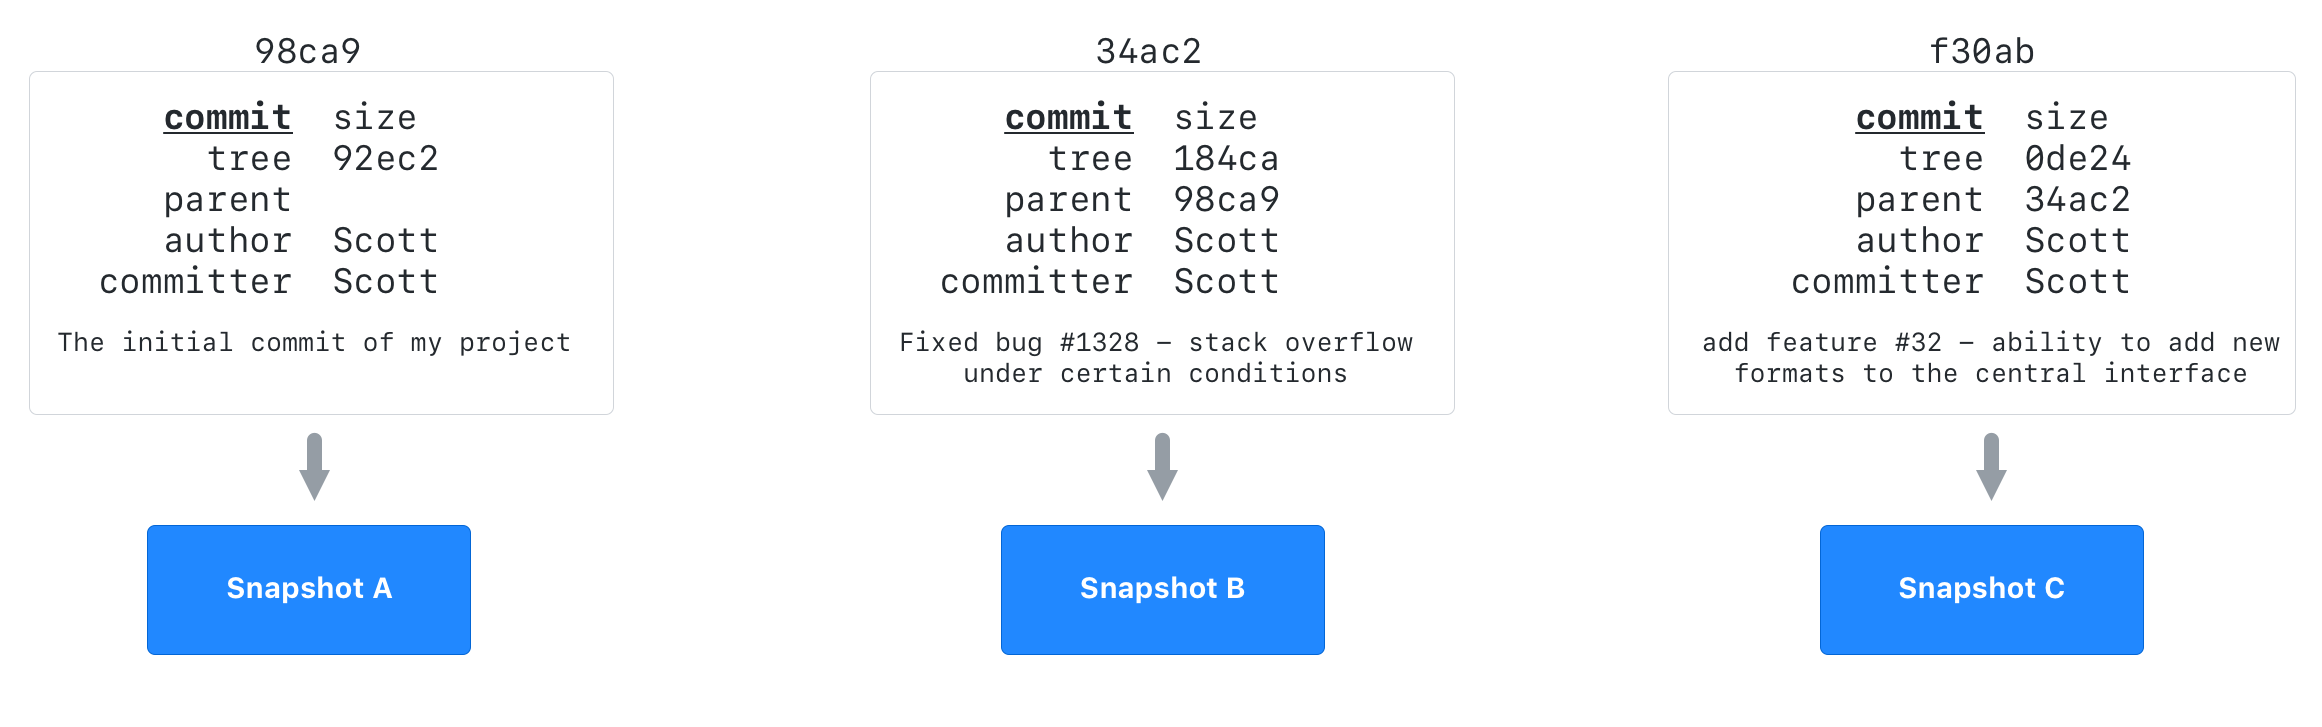 98ca9
commit size
tree 92ec2
parent
author Scott
committer Scott
The initial commit of my project
Snapshot A
34ac2
commit size
tree 184ca
parent 98ca9
author Scott
committer Scott
Fixed bug #1328 – stack overflow
under certain conditions
Snapshot B
f30ab
commit size
tree 0de24
parent 34ac2
author Scott
committer Scott
add feature #32 – ability to add new
formats to the central interface
Snapshot C